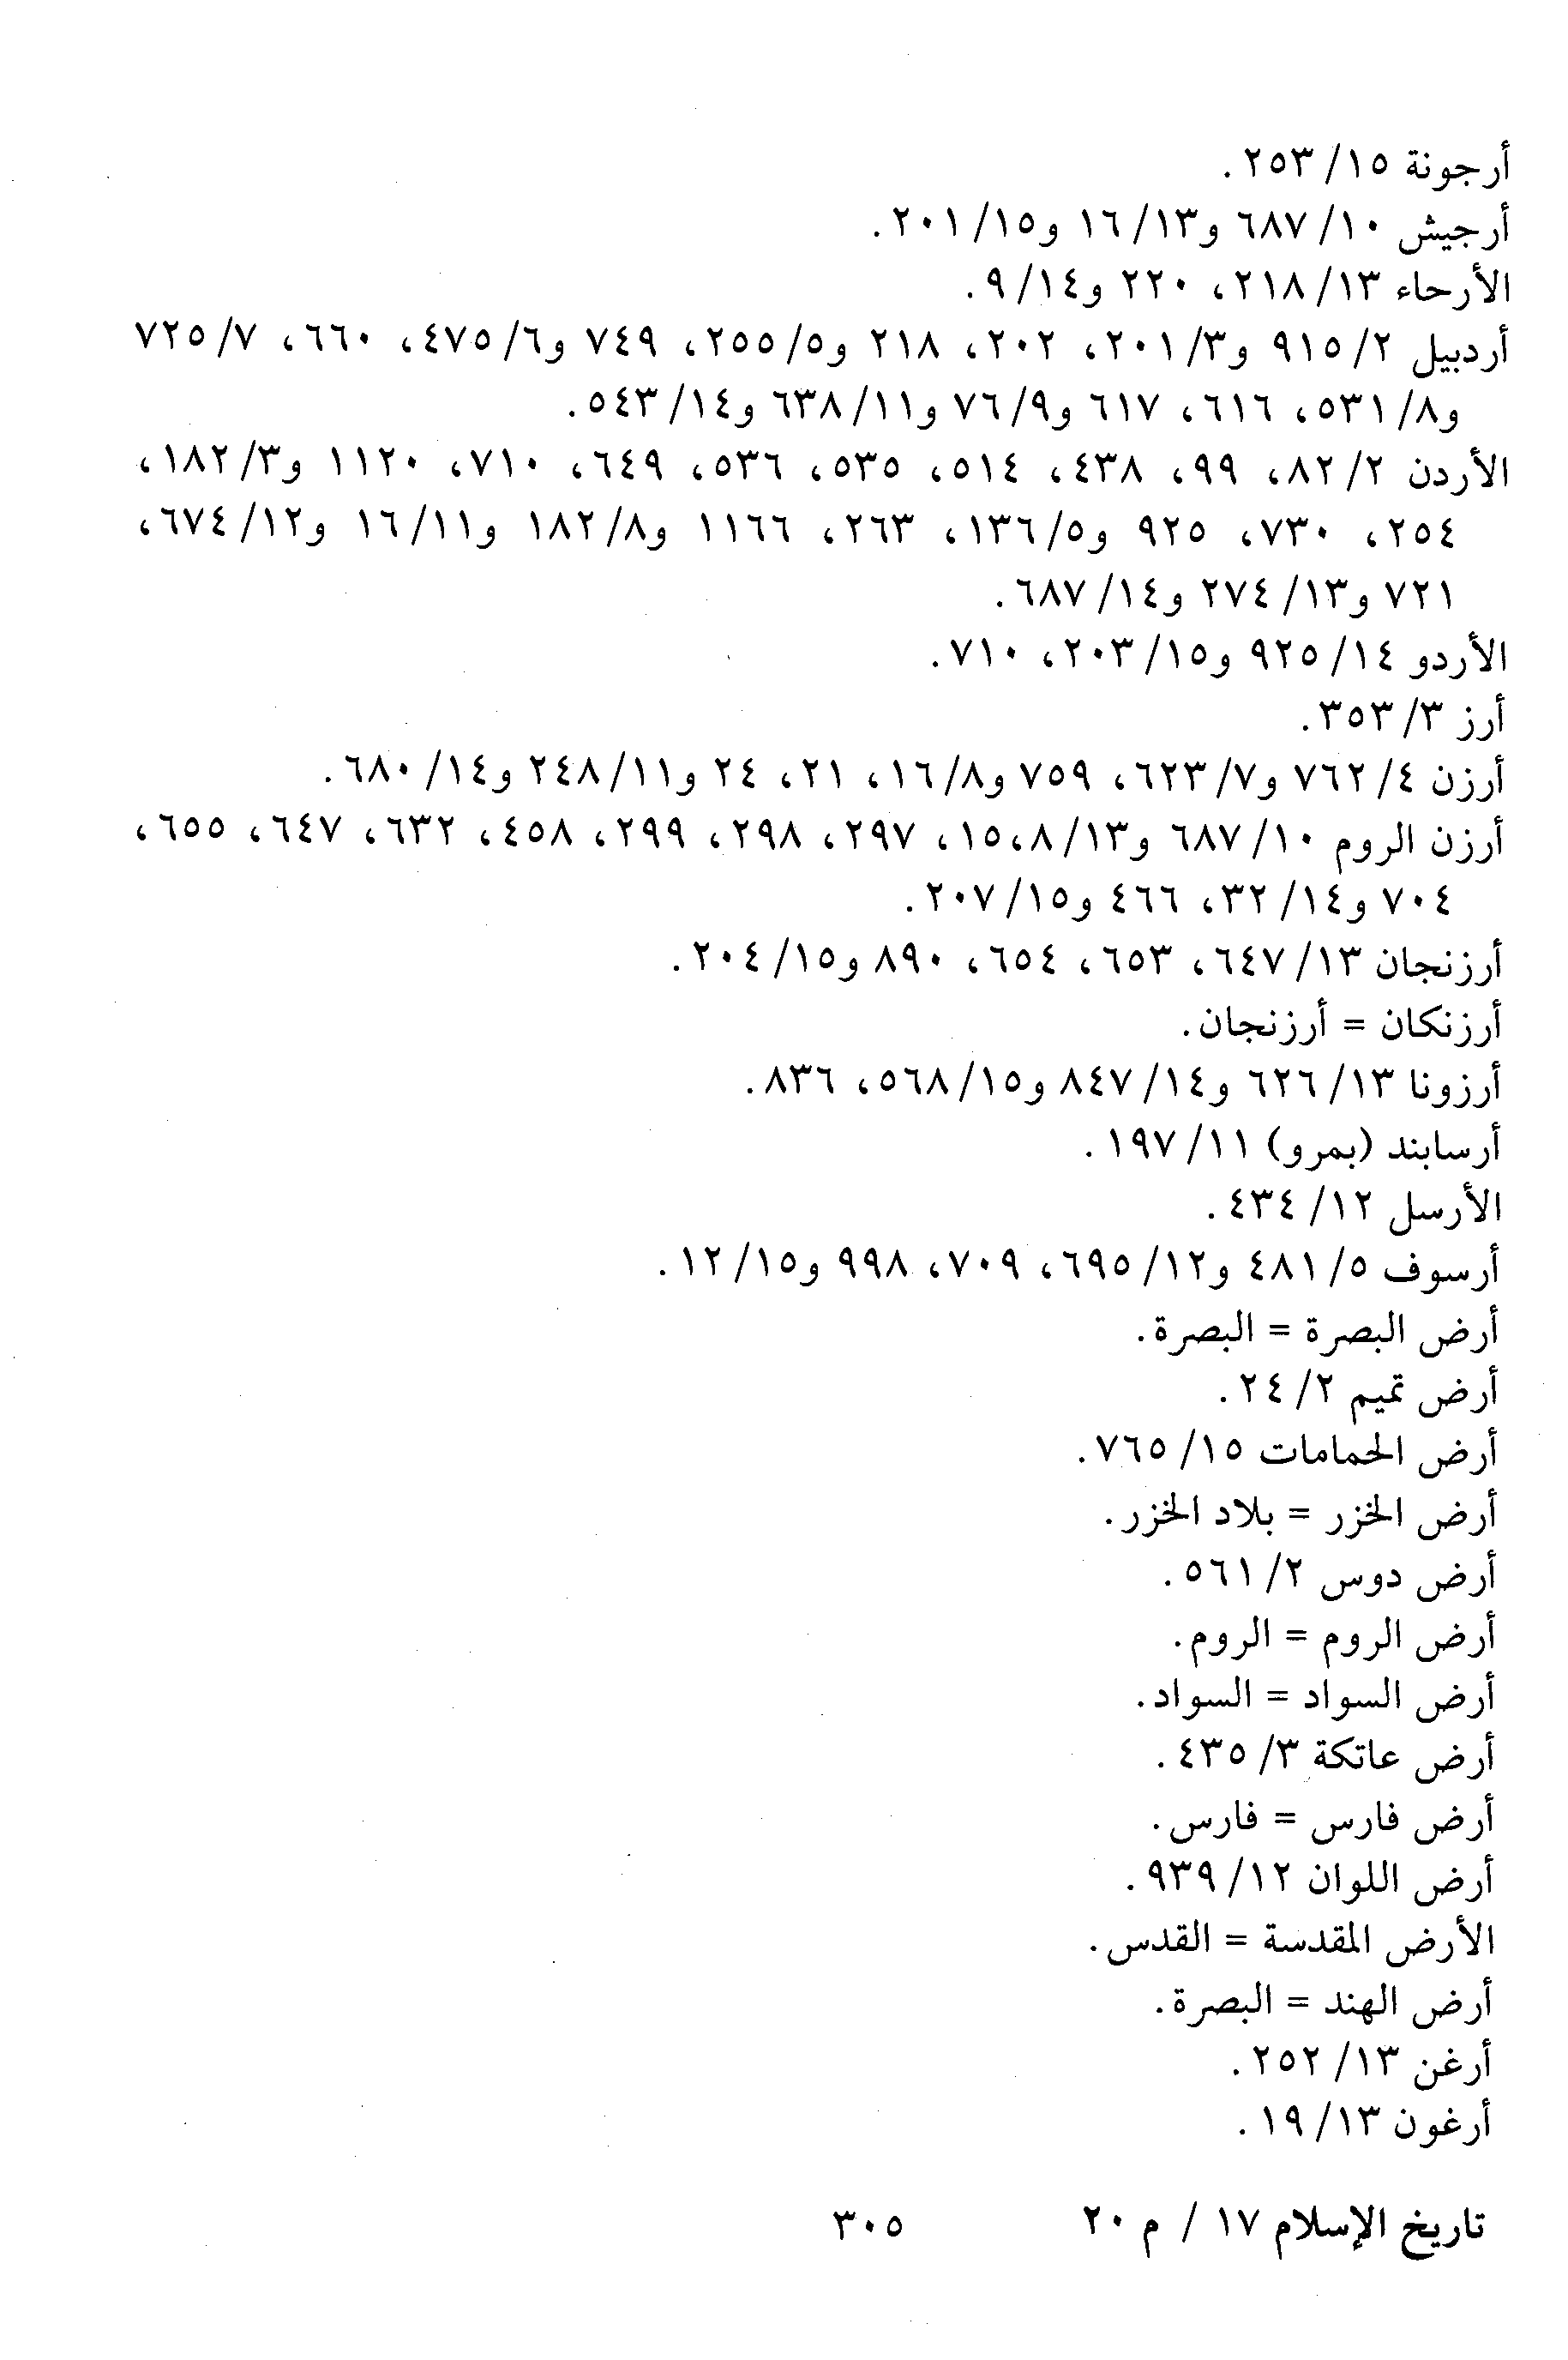 أرجونة ١٥/ ٢٥٣.
أرجيش ١٠/ ٦٨٧ و١٣/ ١٦ و١٥/ ٢٠١.
الأرحاء ١٣/ ٢١٨، ٢٢٠ و١٤/ ٩.
أردبيل ٢/ ٩١٥ و٣/ ٢٠١، ٢٠٢، ٢١٨ و٥/ ٢٥٥، ٧٤٩ و٦/ ٤٧٥، ٦٦٠، ٧/ ٧٢٥
و٨/ ٥٣١، ٦١٦، ٦١٧ و٩/ ٧٦ و١١/ ٦٣٨ و١٤/ ٥٤٣.
الأردن ٢/ ٨٢، ٩٩، ٤٣٨، ٥١٤، ٥٣٥، ٥٣٦، ٦٤٩، ٧١٠، ١١٢٠ و٣/ ١٨٢،
٢٥٤، ٧٣٠، ٩٢٥ و٥/ ١٣٦، ٢٦٣، ١١٦٦ و٨/ ١٨٢ و١١/ ١٦ و١٢/ ٦٧٤،
٧٢١ و١٣/ ٢٧٤ و١٤/ ٦٨٧.
الأردو ١٤/ ٩٢٥ و١٥/ ٢٠٣، ٧١٠.
أرز ٣/ ٣٥٣.
أرزن ٤/ ٧٦٢ و٧/ ٦٢٣، ٧٥٩ و٨/ ١٦، ٢١، ٢٤ و١١/ ٢٤٨ و١٤/ ٦٨٠.
أرزن الروم ١٠/ ٦٨٧ و١٣/ ٨،١٥، ٢٩٧، ٢٩٨، ٢٩٩، ٤٥٨، ٦٣٢، ٦٤٧، ٦٥٥،
٧٠٤ و١٤/ ٣٢، ٤٦٦ و١٥/ ٢٠٧.
أرزنجان ١٣/ ٦٤٧، ٦٥٣، ٦٥٤، ٨٩٠ و١٥/ ٢٠٤.
أرزنكان = أرزنجان.
أرزونا ١٣/ ٦٢٦ و١٤/ ٨٤٧ و١٥/ ٥٦٨، ٨٣٦.
أرسابند (بمرو) ١١/ ١٩٧.
الأرسل ١٢/ ٤٣٤.
أرسوف ٥/ ٤٨١ و١٢/ ٦٩٥، ٧٠٩، ٩٩٨ و١٥/ ١٢.
أرض البصرة = البصرة.
أرض تميم ٢/ ٢٤.
أرض الحمامات ١٥/ ٧٦٥.
أرض الخزر = بلاد الخزر.
أرض دوس ٢/ ٥٦١.
أرض الروم = الروم.
أرض السواد = السواد.
أرض عاتكة ٣/ ٤٣٥.
أرض فارس = فارس.
أرض اللوان ١٢/ ٩٣٩.
الأرض المقدسة = القدس.
أرض الهند = البصرة.
أرغن ١٣/ ٢٥٢.
أرغون ١٣/ ١٩.
تاريخ الإسلام ١٧ / م ٢٠ ٣٠٥